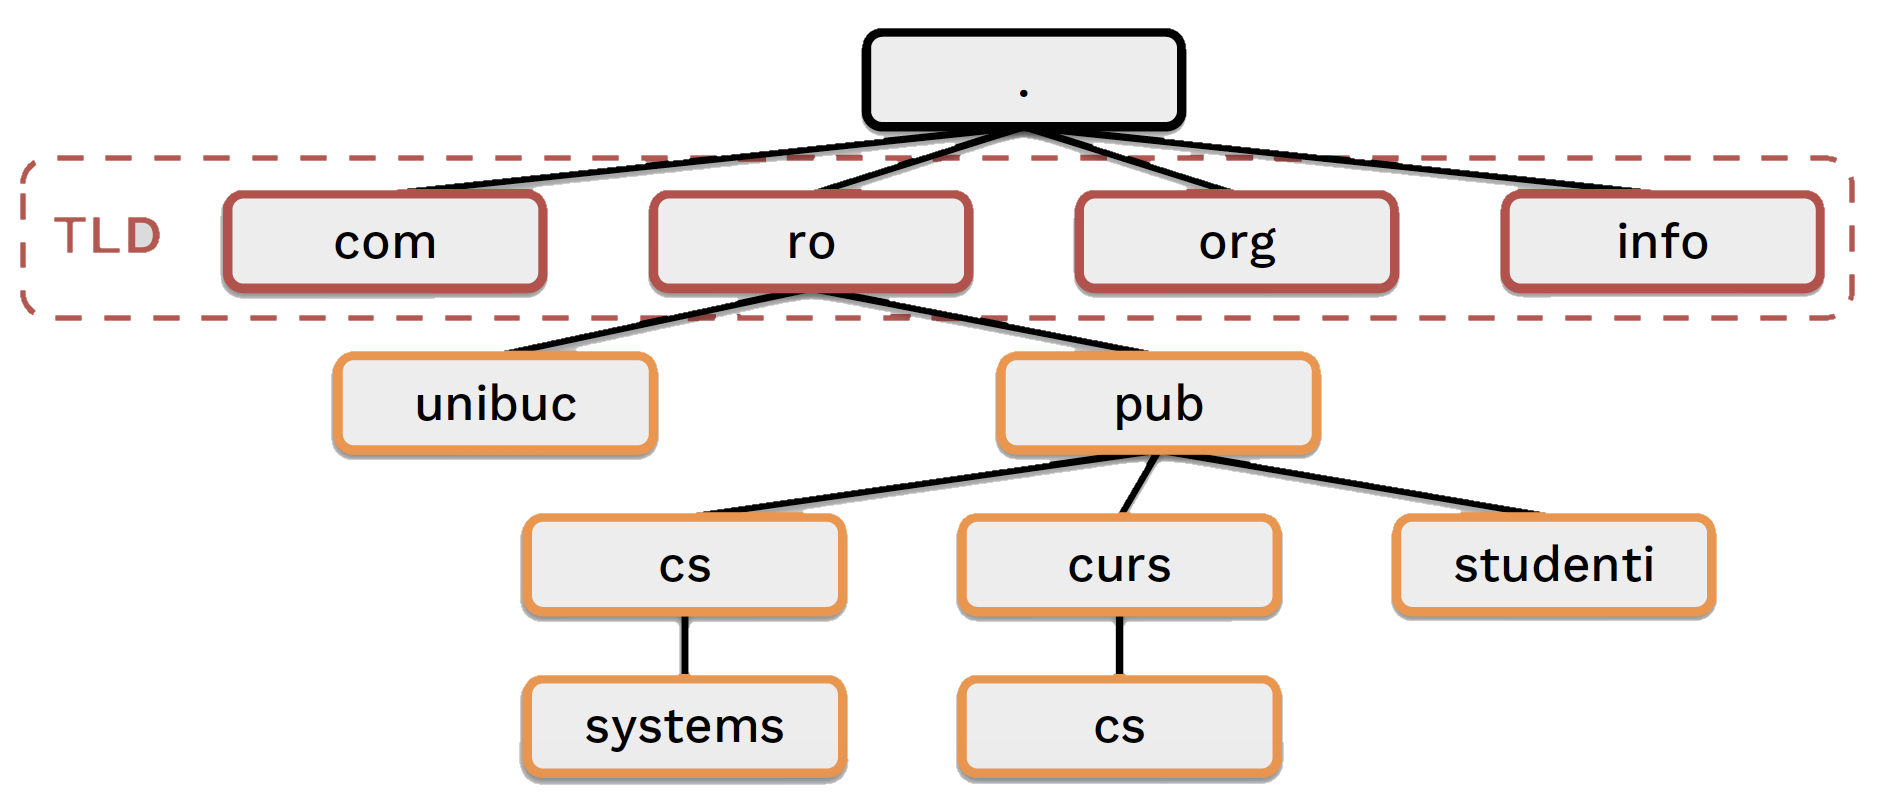 .
TLD
com
ro
org
info
unibuc
pub
cs
curs
studenti
systems
cs